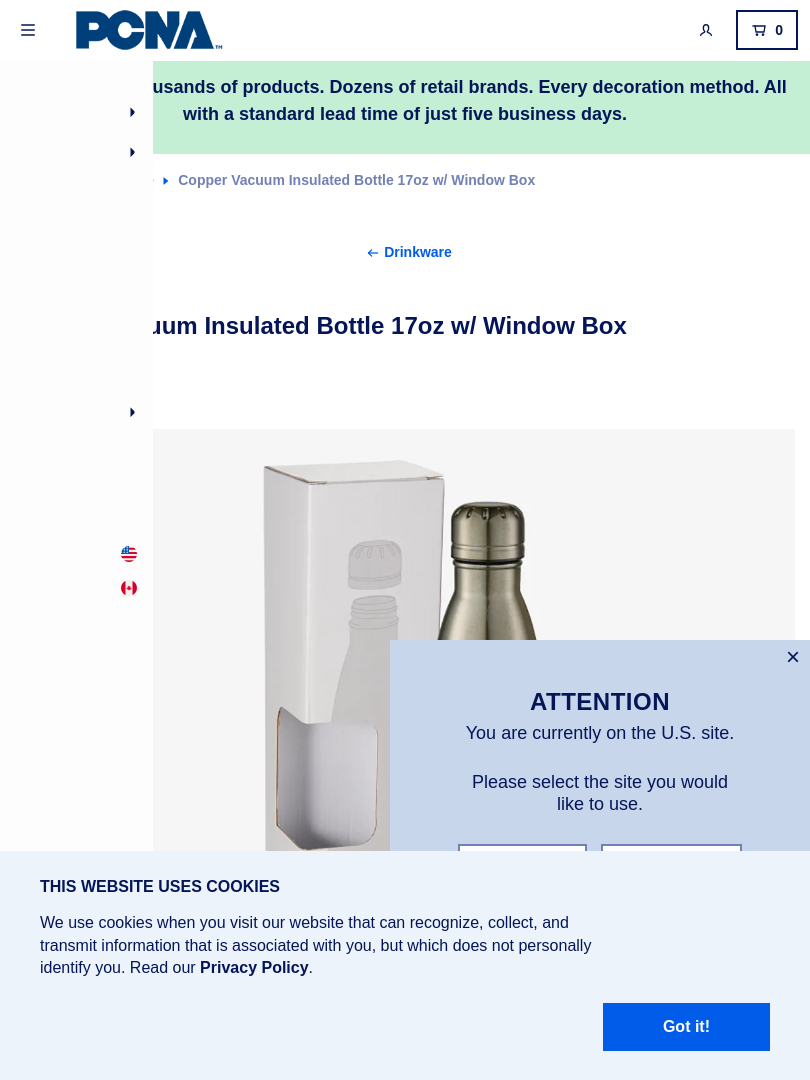 PCNA TM
0
usands of products. Dozens of retail brands. Every decoration method. All
with a standard lead time of just five business days.
Copper Vacuum Insulated Bottle 17oz w/ Window Box
Drinkware
uum Insulated Bottle 17oz w/ Window Box
ATTENTION
You are currently on the U.S. site.
Please select the site you would
like to use.
THIS WEBSITE USES COOKIES
We use cookies when you visit our website that can recognize, collect, and
transmit information that is associated with you, but which does not personally
identify you. Read our Privacy Policy.
Got it!